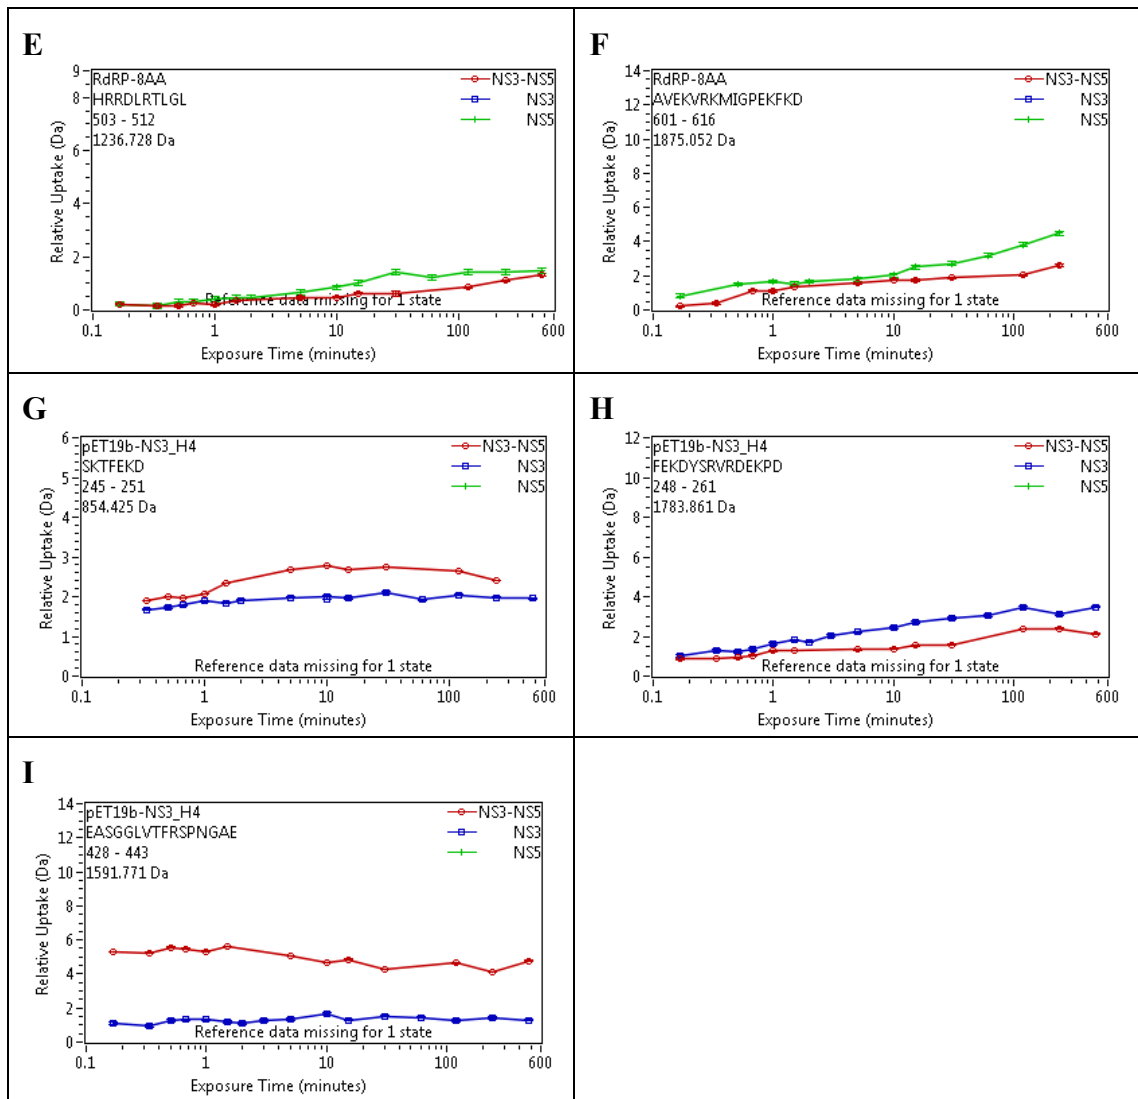 E
RdRP-8AA
HRRDLRTLGL
503 - 512
1236.728 Da
NS3-NS5
NS3
NS5
Relative Uptake (Da)
9
8
6
4
2
0
Reference data missing for 1 state
0.1 1 10 100 600
Exposure Time (minutes)
F
RdRP-8AA
AVEKVRKMIGPEKFKD
601 - 616
1875.052 Da
NS3-NS5
NS3
NS5
Relative Uptake (Da)
14
12
10
8
6
4
2
0
Reference data missing for 1 state
0.1 1 10 100 600
Exposure Time (minutes)
G
pET19b-NS3_H4
SKTFEKD
245 - 251
854.425 Da
NS3-NS5
NS3
NS5
Relative Uptake (Da)
6
5
4
3
2
1
0
Reference data missing for 1 state
0.1 1 10 100 600
Exposure Time (minutes)
H
pET19b-NS3_H4
FEKDYSRVRDEKPD
248 - 261
1783.861 Da
NS3-NS5
NS3
NS5
Relative Uptake (Da)
12
10
8
6
4
2
0
Reference data missing for 1 state
0.1 1 10 100 600
Exposure Time (minutes)
I
pET19b-NS3_H4
EASGGLVTFRSPNGAE
428 - 443
1591.771 Da
NS3-NS5
NS3
NS5
Relative Uptake (Da)
14
12
10
8
6
4
2
0
Reference data missing for 1 state
0.1 1 10 100 600
Exposure Time (minutes)